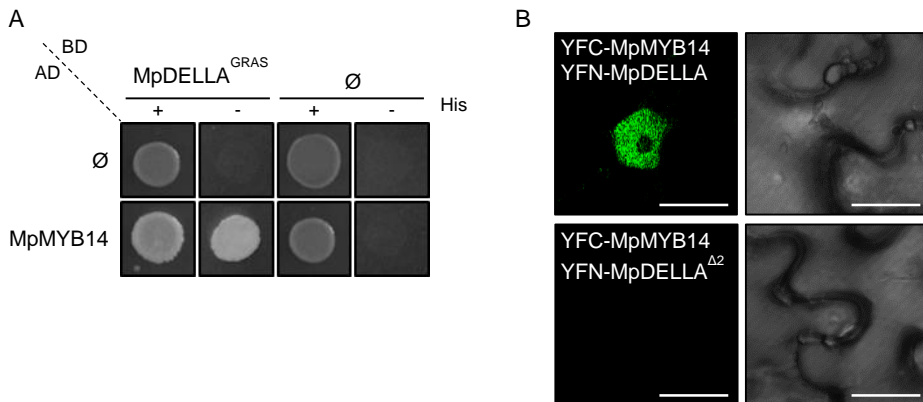 A
BD
AD
MpDELLA^GRAS
Ø
+
-
+
-
His
Ø
MpMYB14
B
YFC-MpMYB14
YFN-MpDELLA
YFC-MpMYB14
YFN-MpDELLA^Δ2